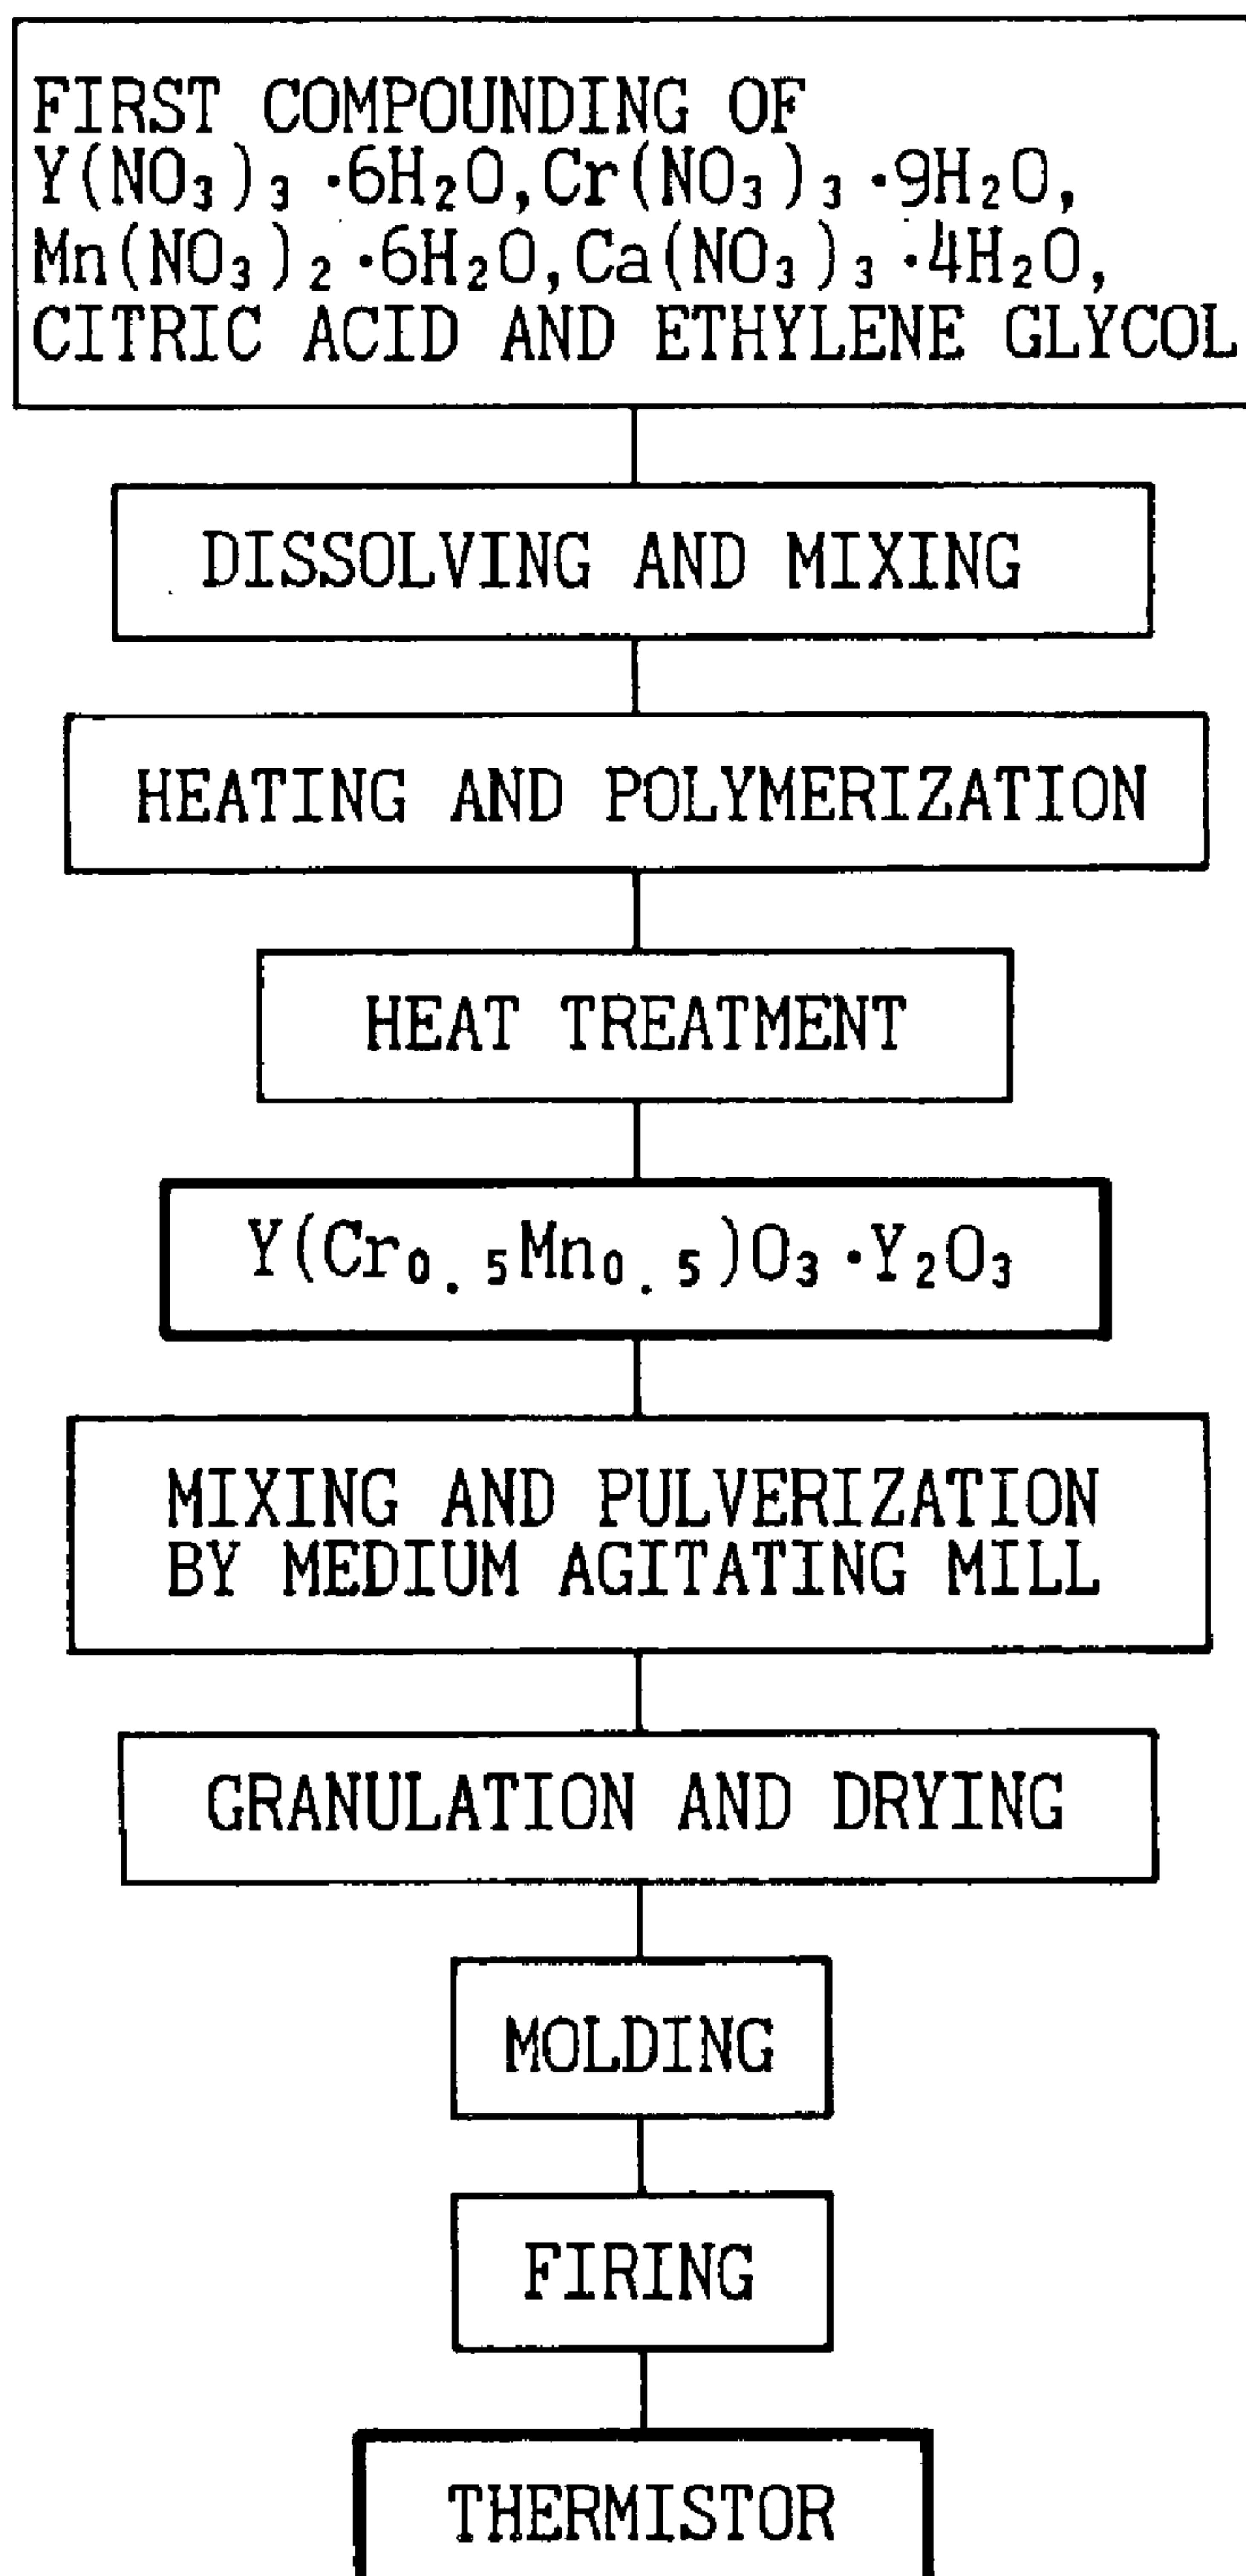 FIRST COMPOUNDING OF
Y(NO₃)₃·6H₂O,Cr(NO₃)₃·9H₂O,
Mn(NO₃)₂·6H₂O,Ca(NO₃)₃·4H₂O,
CITRIC ACID AND ETHYLENE GLYCOL
DISSOLVING AND MIXING
HEATING AND POLYMERIZATION
HEAT TREATMENT
Y(Cr₀.₅Mn₀.₅)O₃·Y₂O₃
MIXING AND PULVERIZATION
BY MEDIUM AGITATING MILL
GRANULATION AND DRYING
MOLDING
FIRING
THERMISTOR